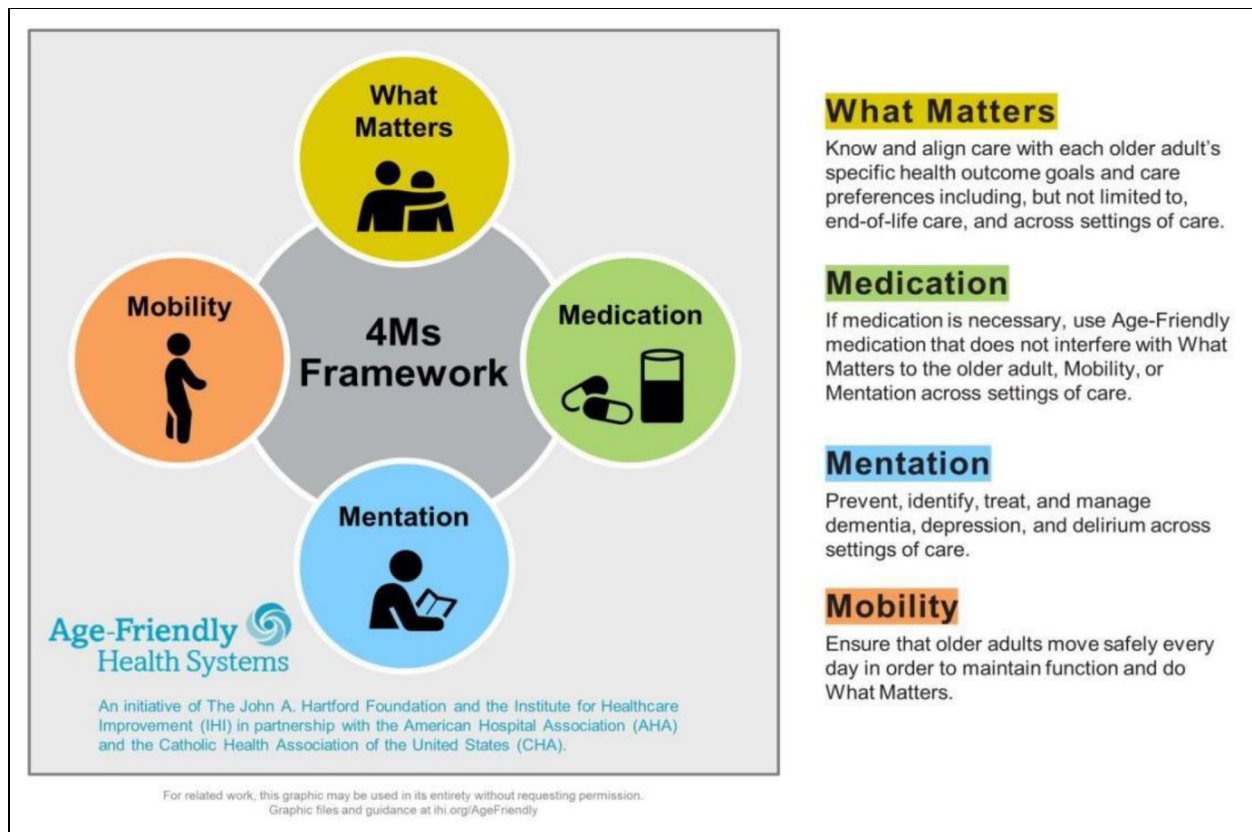 What
Matters
Mobility
4Ms
Framework
Medication
Mentation
Age-Friendly
Health Systems
An initiative of The John A. Hartford Foundation and the Institute for Healthcare
Improvement (IHI) in partnership with the American Hospital Association (AHA)
and the Catholic Health Association of the United States (CHA).
For related work, this graphic may be used in its entirety without requesting permission.
Graphic files and guidance at ihi.org/AgeFriendly
What Matters
Know and align care with each older adult's
specific health outcome goals and care
preferences including, but not limited to,
end-of-life care, and across settings of care.
Medication
If medication is necessary, use Age-Friendly
medication that does not interfere with What
Matters to the older adult, Mobility, or
Mentation across settings of care.
Mentation
Prevent, identify, treat, and manage
dementia, depression, and delirium across
settings of care.
Mobility
Ensure that older adults move safely every
day in order to maintain function and do
What Matters.